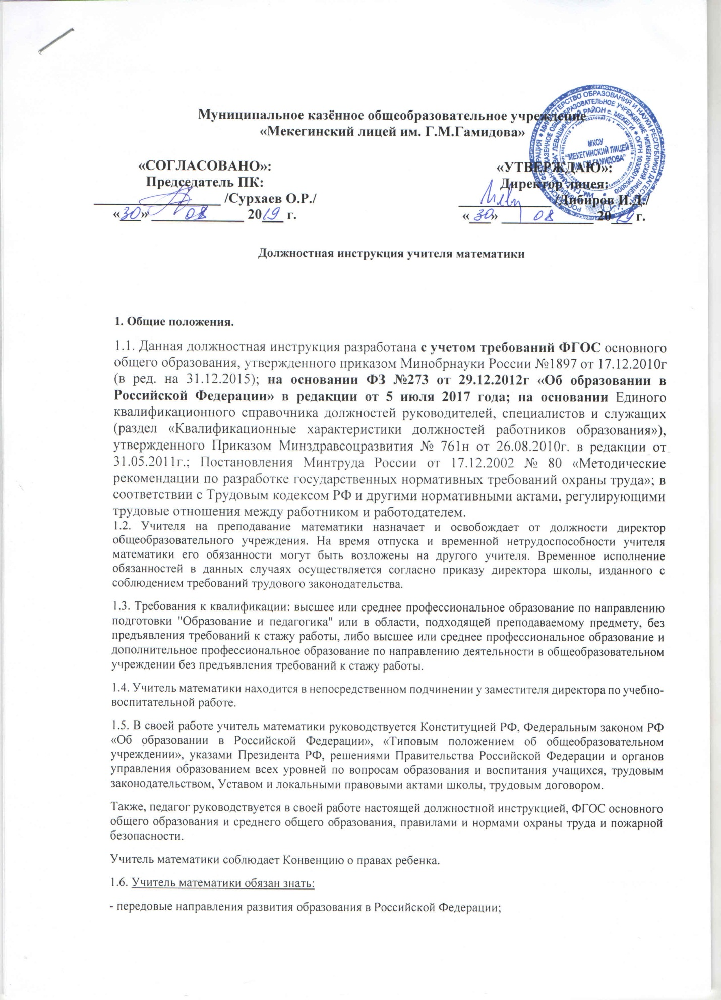 Муниципальное казённое общеобразовательное учреждение
«Мекегинский лицей им. Г.М.Гамидова»
МКОУ
"МЕКЕГИНСКИЙ ЛИЦЕЙ
ИМ. Г.М.ГАМИДОВА"
«СОГЛАСОВАНО»:
Председатель ПК:
/Сурхаев О.Р./
«30» 08 2019 г.
«УТВЕРЖДАЮ»:
Директор лицея:
/Дибиров И.Д./
«30» 08 2019 г.
Должностная инструкция учителя математики
1. Общие положения.
1.1. Данная должностная инструкция разработана с учетом требований ФГОС основного
общего образования, утвержденного приказом Минобрнауки России №1897 от 17.12.2010г
(в ред. на 31.12.2015); на основании ФЗ №273 от 29.12.2012г «Об образовании в
Российской Федерации» в редакции от 5 июля 2017 года; на основании Единого
квалификационного справочника должностей руководителей, специалистов и служащих
(раздел «Квалификационные характеристики должностей работников образования»),
утвержденного Приказом Минздравсоцразвития № 761н от 26.08.2010г. в редакции от
31.05.2011г.; Постановления Минтруда России от 17.12.2002 № 80 «Методические
рекомендации по разработке государственных нормативных требований охраны труда»; в
соответствии с Трудовым кодексом РФ и другими нормативными актами, регулирующими
трудовые отношения между работником и работодателем.
1.2. Учителя на преподавание математики назначает и освобождает от должности директор
общеобразовательного учреждения. На время отпуска и временной нетрудоспособности учителя
математики его обязанности могут быть возложены на другого учителя. Временное исполнение
обязанностей в данных случаях осуществляется согласно приказу директора школы, изданного с
соблюдением требований трудового законодательства.
1.3. Требования к квалификации: высшее или среднее профессиональное образование по направлению
подготовки "Образование и педагогика" или в области, подходящей преподаваемому предмету, без
предъявления требований к стажу работы, либо высшее или среднее профессиональное образование и
дополнительное профессиональное образование по направлению деятельности в общеобразовательном
учреждении без предъявления требований к стажу работы.
1.4. Учитель математики находится в непосредственном подчинении у заместителя директора по учебно-
воспитательной работе.
1.5. В своей работе учитель математики руководствуется Конституцией РФ, Федеральным законом РФ
«Об образовании в Российской Федерации», «Типовым положением об общеобразовательном
учреждении», указами Президента РФ, решениями Правительства Российской Федерации и органов
управления образованием всех уровней по вопросам образования и воспитания учащихся, трудовым
законодательством, Уставом и локальными правовыми актами школы, трудовым договором.
Также, педагог руководствуется в своей работе настоящей должностной инструкцией, ФГОС основного
общего образования и среднего общего образования, правилами и нормами охраны труда и пожарной
безопасности.
Учитель математики соблюдает Конвенцию о правах ребенка.
1.6. Учитель математики обязан знать:
- передовые направления развития образования в Российской Федерации;